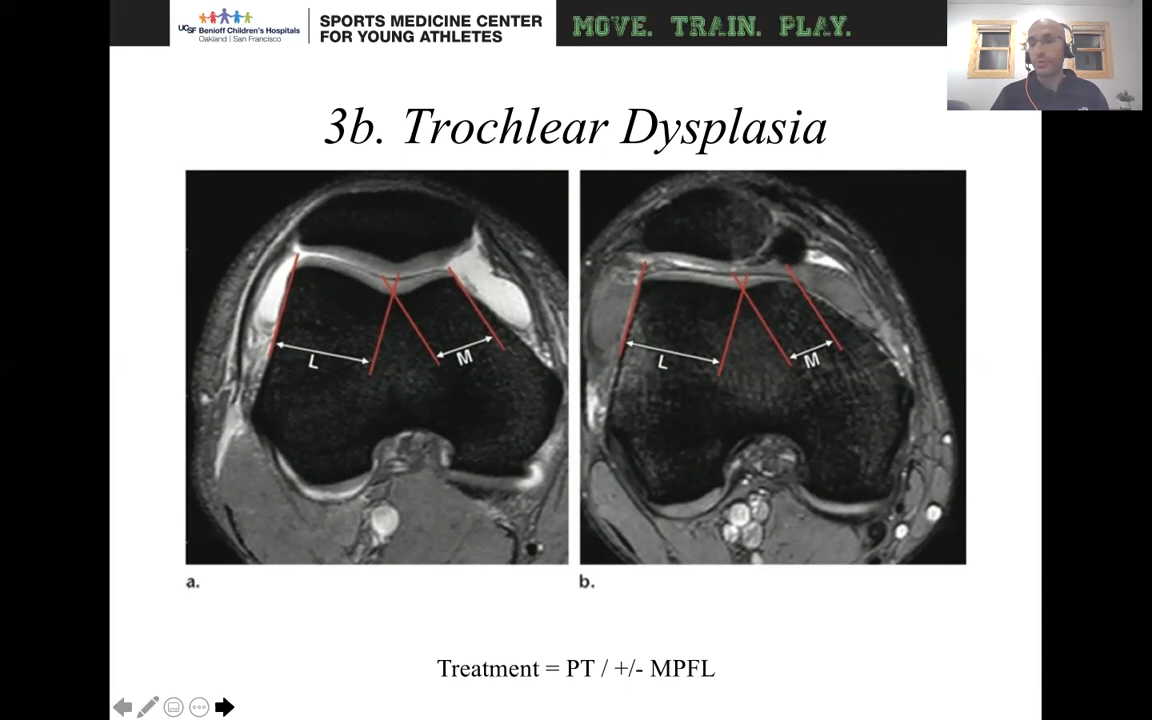 UCSF Benioff Children's Hospitals
Oakland | San Francisco
SPORTS MEDICINE CENTER
FOR YOUNG ATHLETES
MOVE. TRAIN. PLAY.
3b. Trochlear Dysplasia
L
M
L
M
a.
b.
Treatment = PT / +/- MPFL